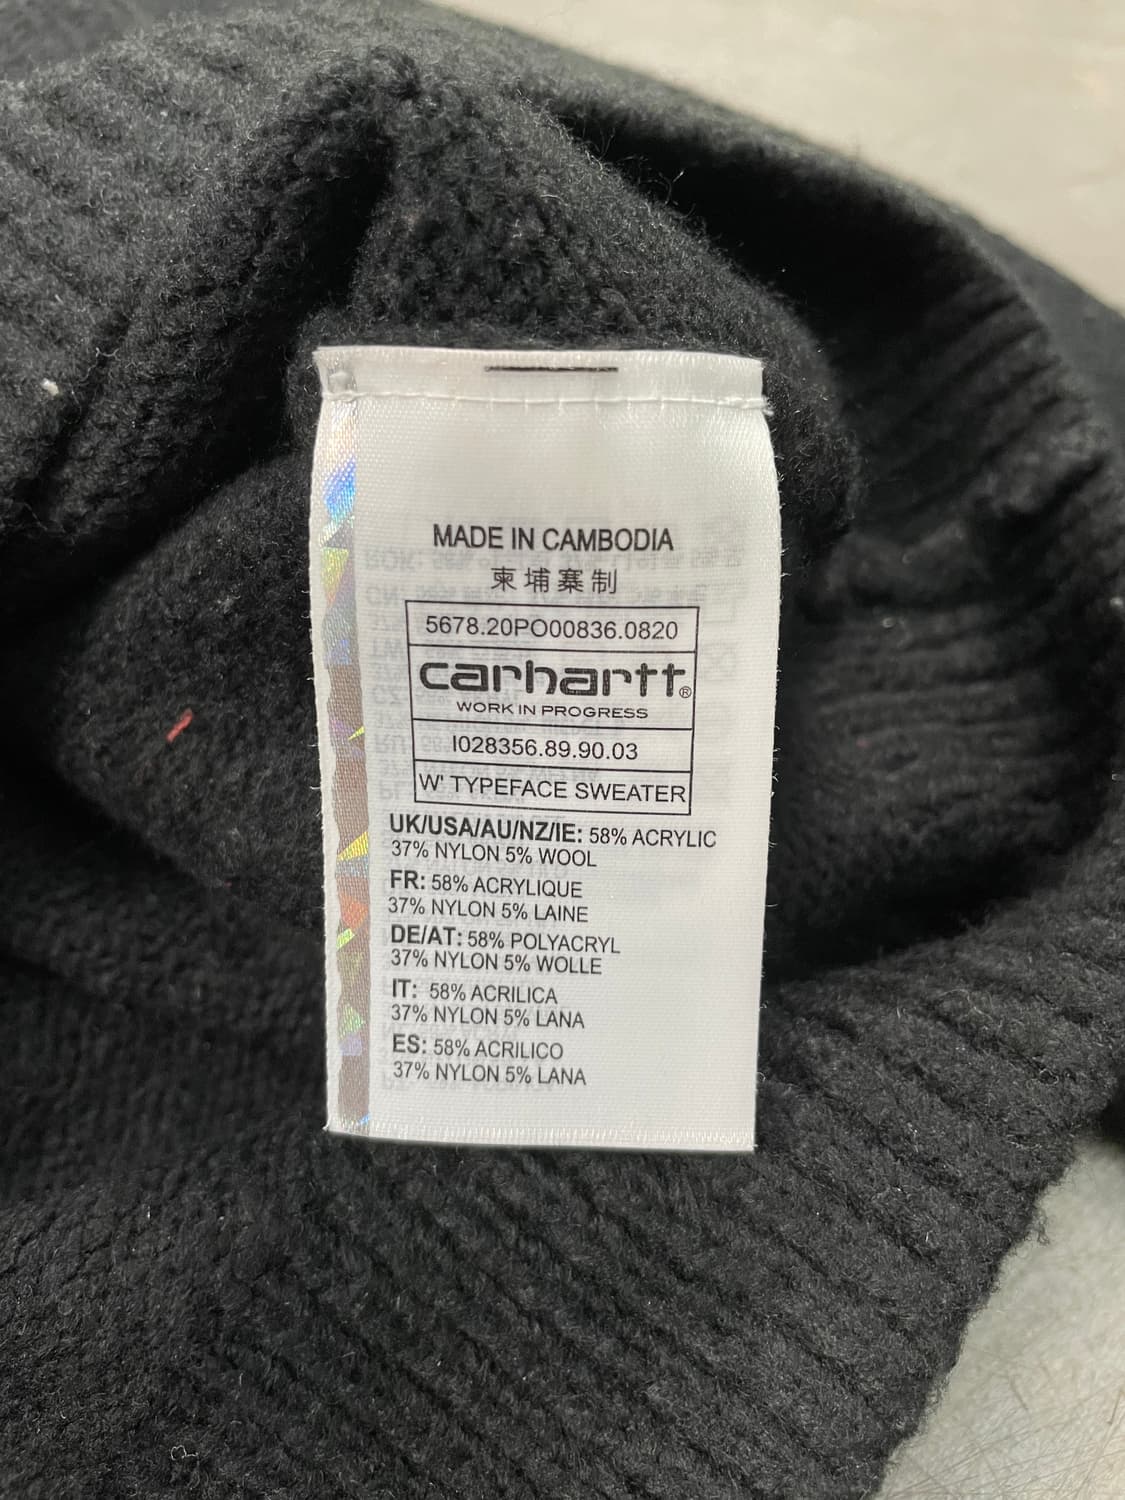 MADE IN CAMBODIA
柬埔寨制
5678.20PO00836.0820
carhartt®
WORK IN PROGRESS
I028356.89.90.03
W' TYPEFACE SWEATER
UK/USA/AU/NZ/IE: 58% ACRYLIC
37% NYLON 5% WOOL
FR: 58% ACRYLIQUE
37% NYLON 5% LAINE
DE/AT: 58% POLYACRYL
37% NYLON 5% WOLLE
IT: 58% ACRILICA
37% NYLON 5% LANA
ES: 58% ACRILICO
37% NYLON 5% LANA